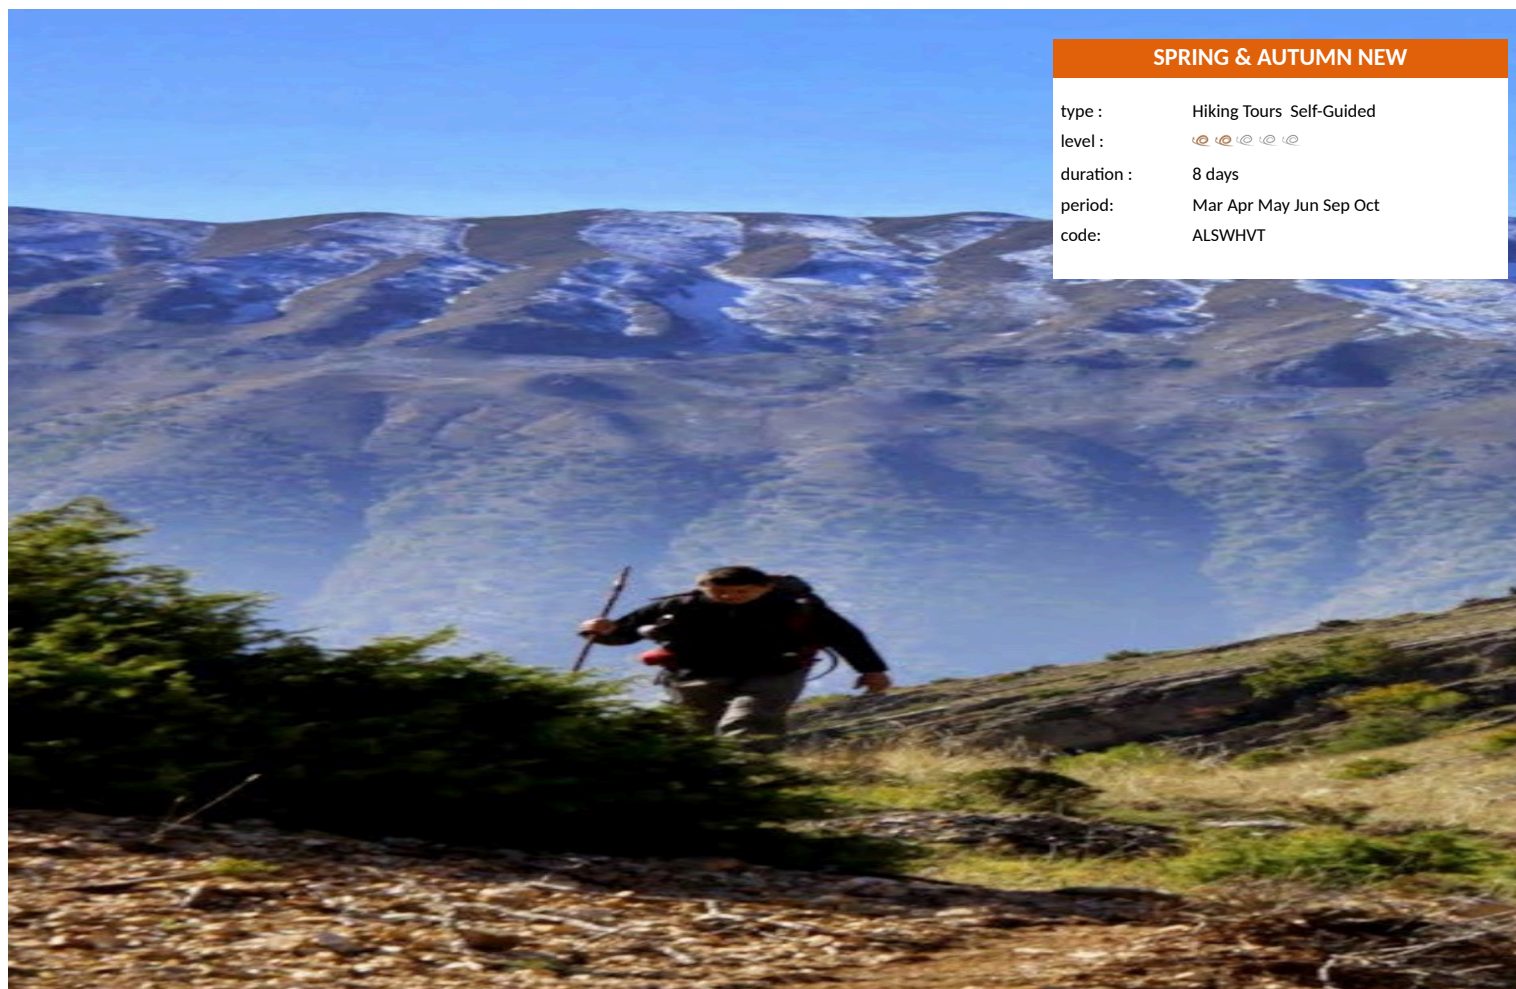 SPRING & AUTUMN NEW
type : Hiking Tours  Self-Guided
level :
duration : 8 days
period: Mar Apr May Jun Sep Oct
code: ALSWHVT